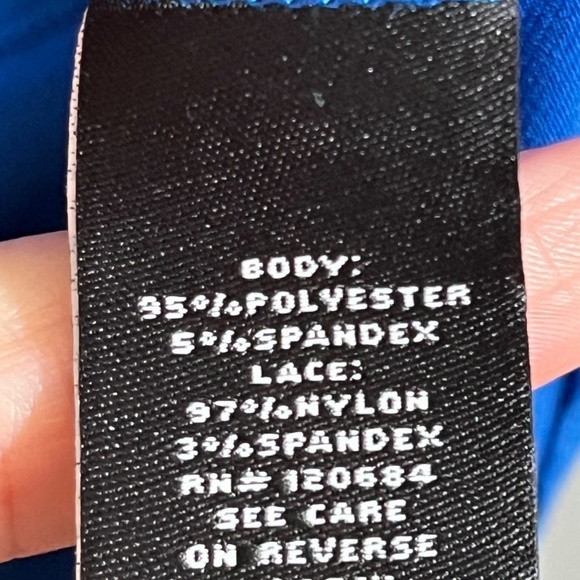 BODY:
95%POLYESTER
5%SPANDEX
LACE:
97%NYLON
3%SPANDEX
RN# 120684
SEE CARE
ON REVERSE